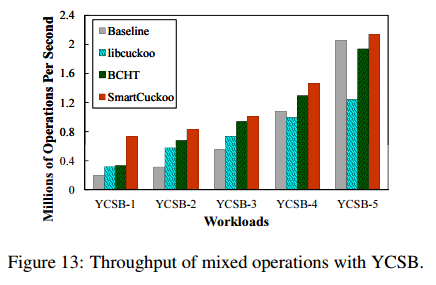 2.4
2
1.6
1.2
0.8
0.4
0
Millions of Operations Per Second
Baseline
libcuckoo
BCHT
SmartCuckoo
YCSB-1 YCSB-2 YCSB-3 YCSB-4 YCSB-5
Workloads
Figure 13: Throughput of mixed operations with YCSB.